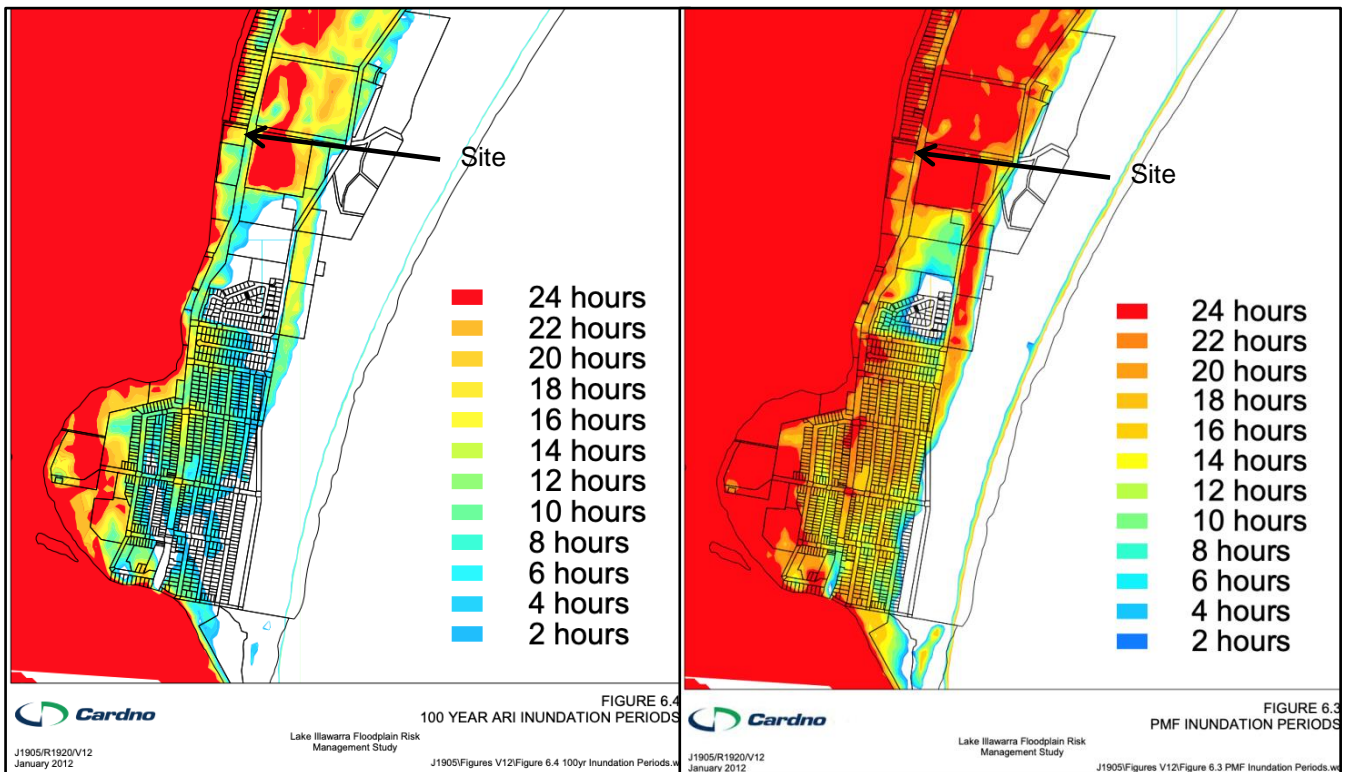 Site
24 hours
22 hours
20 hours
18 hours
16 hours
14 hours
12 hours
10 hours
8 hours
6 hours
4 hours
2 hours
Cardno
FIGURE 6.4
100 YEAR ARI INUNDATION PERIODS
Lake Illawarra Floodplain Risk
Management Study
J1905/R1920/V12
January 2012
J1905\Figures V12\Figure 6.4 100yr Inundation Periods.w
Site
24 hours
22 hours
20 hours
18 hours
16 hours
14 hours
12 hours
10 hours
8 hours
6 hours
4 hours
2 hours
Cardno
FIGURE 6.3
PMF INUNDATION PERIODS
Lake Illawarra Floodplain Risk
Management Study
J1905/R1920/V12
January 2012
J1905\Figures V12\Figure 6.3 PMF Inundation Periods.wo